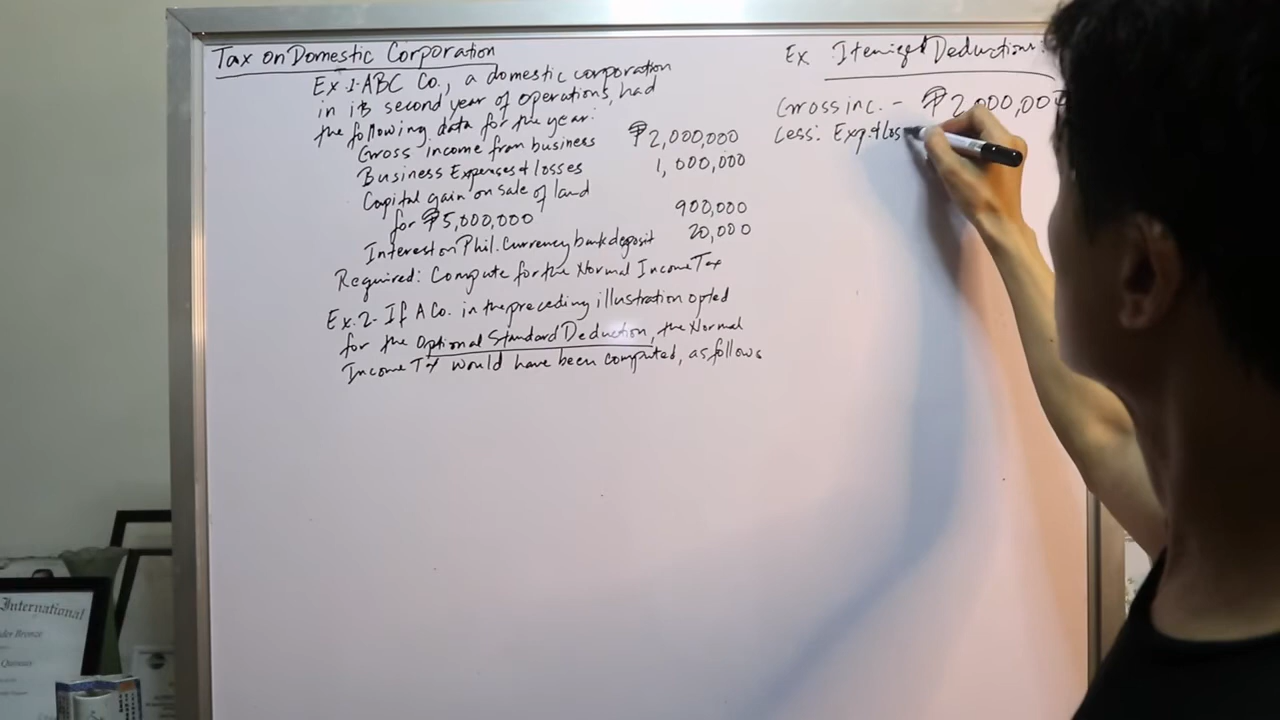 Tax on Domestic Corporation
Ex. 1. ABC Co., a domestic corporation
in its second year of operations, had
the following data for the year:
Gross income from business ₱2,000,000
Business Expenses & losses 1,000,000
Capital gain on sale of land
for ₱5,000,000 900,000
Interest on Phil. Currency bank deposit 20,000
Required: Compute for the Normal Income Tax
Ex. 2- If A Co. in the preceding illustration opted
for the Optional Standard Deduction, the Normal
Income Tax would have been computed, as follows
Ex Itemized Deductions:
Gross inc. - ₱2,000,00
Less: Exp. & los
International
Bronze